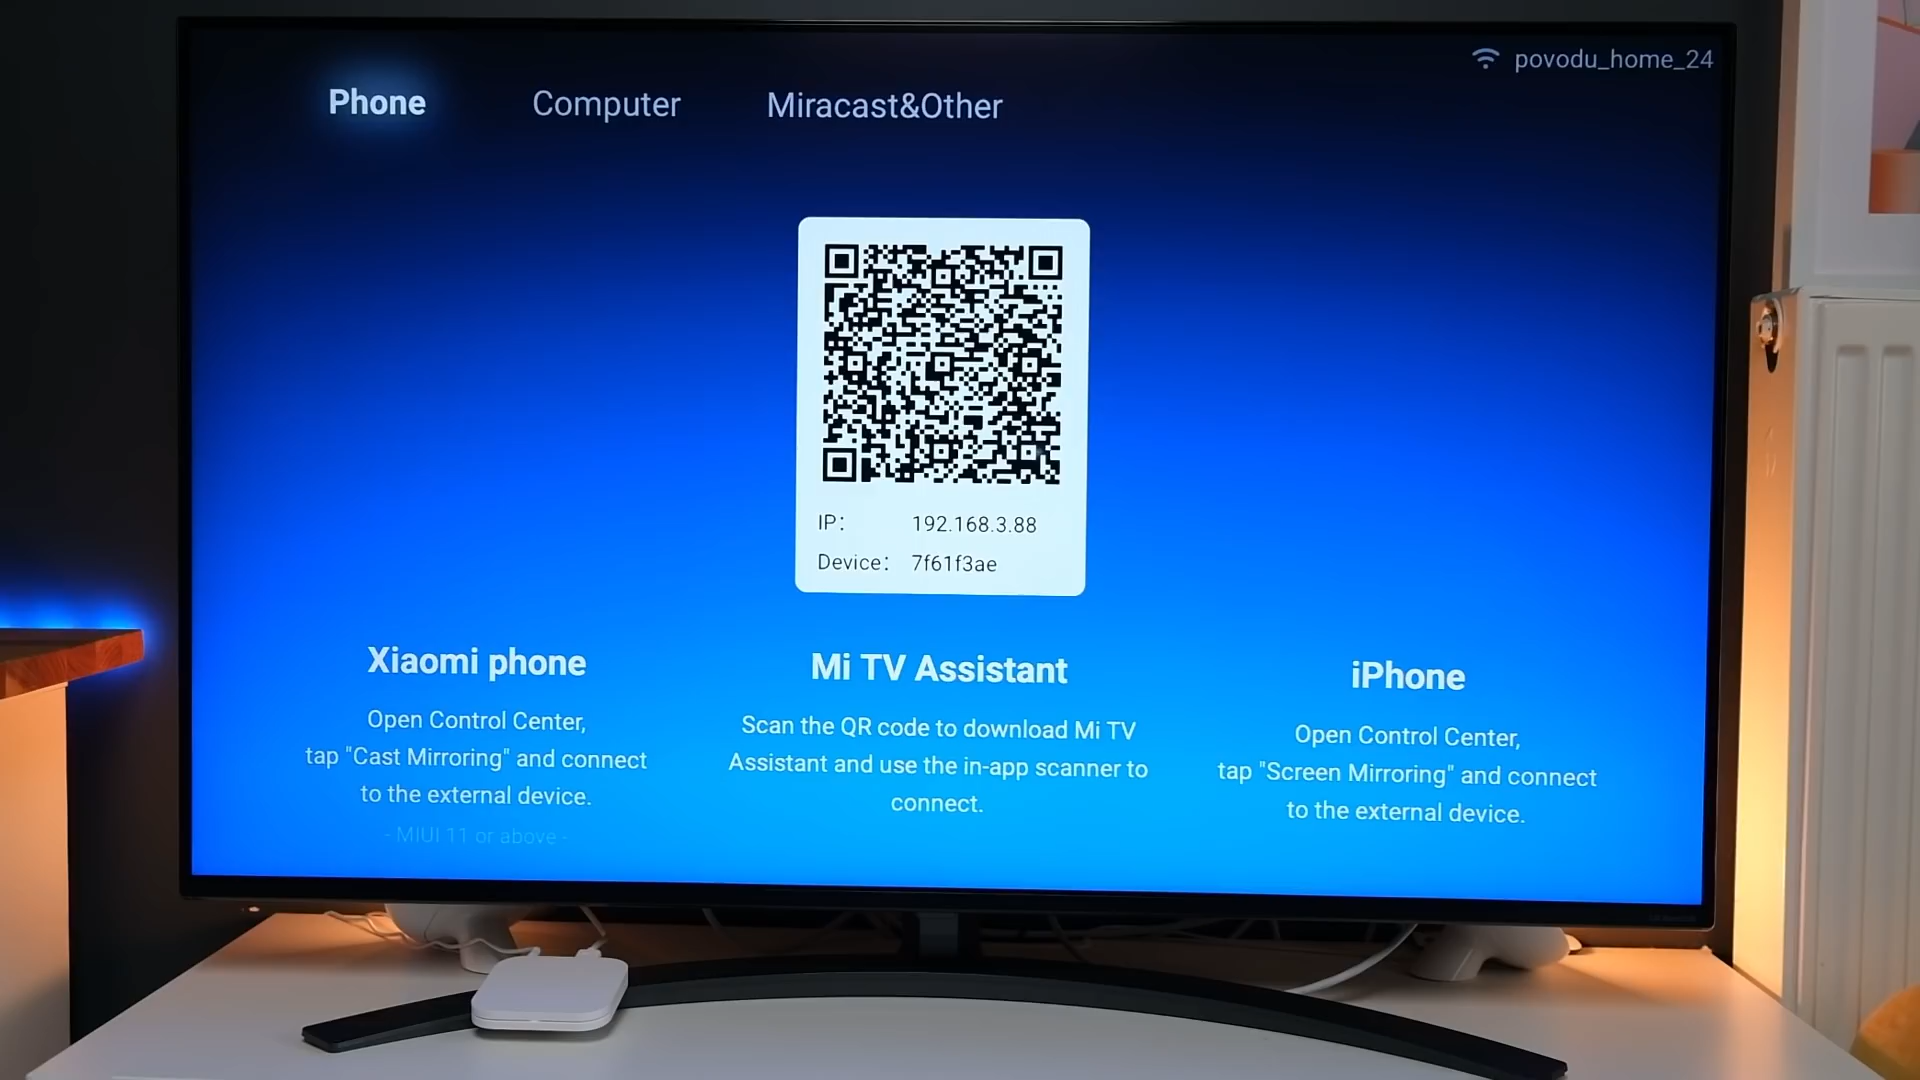 povodu_home_24
Phone
Computer
Miracast&Other
IP: 192.168.3.88
Device: 7f61f3ae
Xiaomi phone
Open Control Center,
tap "Cast Mirroring" and connect
to the external device.
- MIUI 11 or above -
Mi TV Assistant
Scan the QR code to download Mi TV
Assistant and use the in-app scanner to
connect.
iPhone
Open Control Center,
tap "Screen Mirroring" and connect
to the external device.